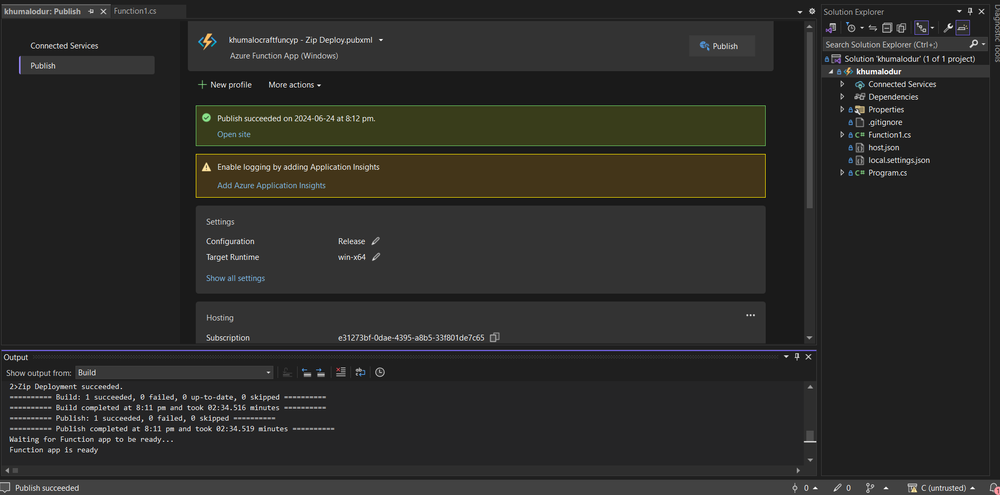 khumalodur: Publish
Function1.cs
Connected Services
Publish
khumalocraftfuncyp - Zip Deploy.pubxml
Azure Function App (Windows)
Publish
New profile
More actions
Publish succeeded on 2024-06-24 at 8:12 pm.
Open site
Enable logging by adding Application Insights
Add Azure Application Insights
Settings
Configuration Release
Target Runtime win-x64
Show all settings
Hosting
Subscription e31273bf-0dae-4395-a8b5-33f801de7c65
Output
Show output from: Build
2>Zip Deployment succeeded.
========== Build: 1 succeeded, 0 failed, 0 up-to-date, 0 skipped ==========
========== Build completed at 8:11 pm and took 02:34.516 minutes ==========
========== Publish: 1 succeeded, 0 failed, 0 skipped ==========
========== Publish completed at 8:11 pm and took 02:34.519 minutes ==========
Waiting for Function app to be ready...
Function app is ready
Solution Explorer
Search Solution Explorer (Ctrl+;)
Solution 'khumalodur' (1 of 1 project)
khumalodur
Connected Services
Dependencies
Properties
.gitignore
C# Function1.cs
host.json
local.settings.json
C# Program.cs
Diagnostic Tools
Publish succeeded
0
0
C (untrusted)
1